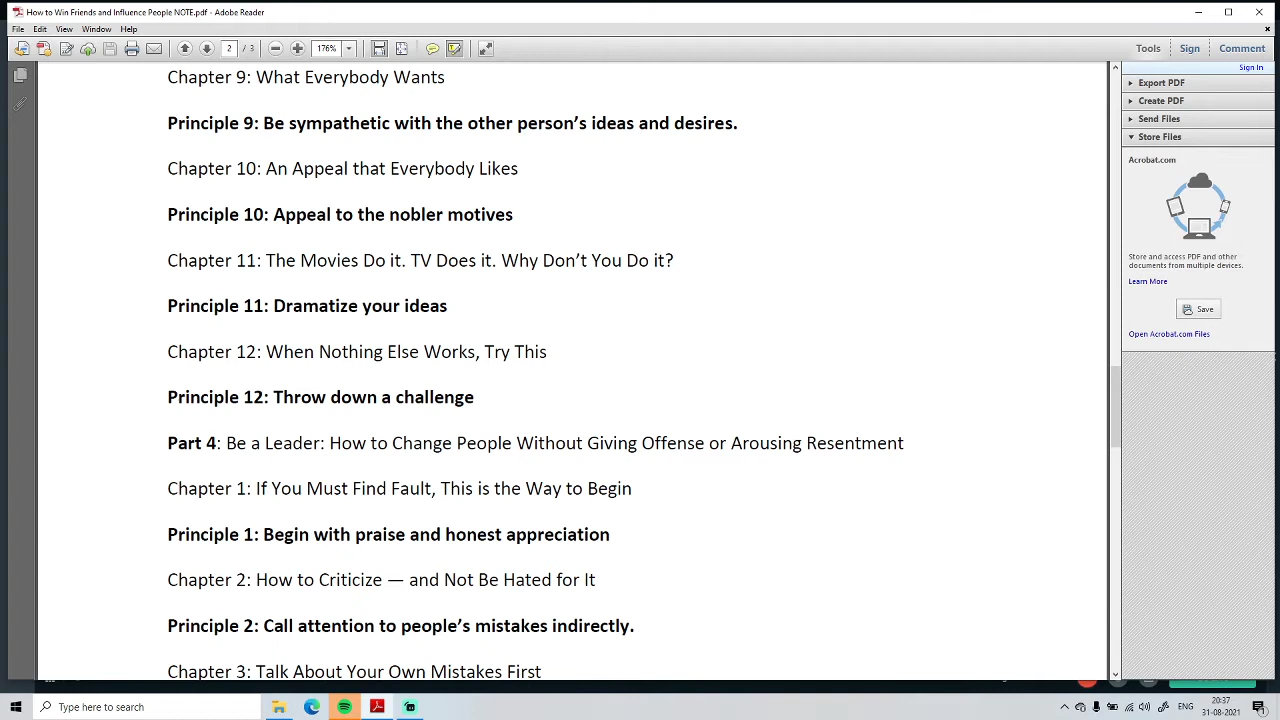 How to Win Friends and Influence People NOTE.pdf - Adobe Reader
File Edit View Window Help
2 / 3 176% Tools Sign Comment
Sign In
Export PDF
Create PDF
Send Files
Store Files
Acrobat.com
Store and access PDF and other
documents from multiple devices.
Learn More
Save
Open Acrobat.com Files
Chapter 9: What Everybody Wants
Principle 9: Be sympathetic with the other person’s ideas and desires.
Chapter 10: An Appeal that Everybody Likes
Principle 10: Appeal to the nobler motives
Chapter 11: The Movies Do it. TV Does it. Why Don’t You Do it?
Principle 11: Dramatize your ideas
Chapter 12: When Nothing Else Works, Try This
Principle 12: Throw down a challenge
Part 4: Be a Leader: How to Change People Without Giving Offense or Arousing Resentment
Chapter 1: If You Must Find Fault, This is the Way to Begin
Principle 1: Begin with praise and honest appreciation
Chapter 2: How to Criticize — and Not Be Hated for It
Principle 2: Call attention to people’s mistakes indirectly.
Chapter 3: Talk About Your Own Mistakes First
Type here to search
ENG
20:37
31-08-2021
1